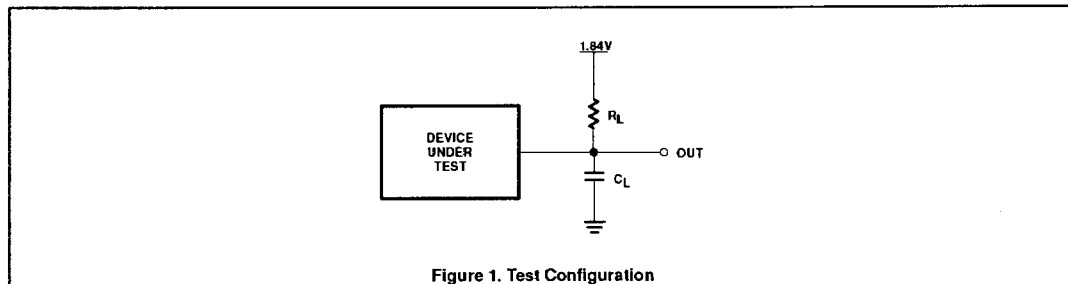 1.84V
RL
DEVICE
UNDER
TEST
OUT
CL
Figure 1. Test Configuration